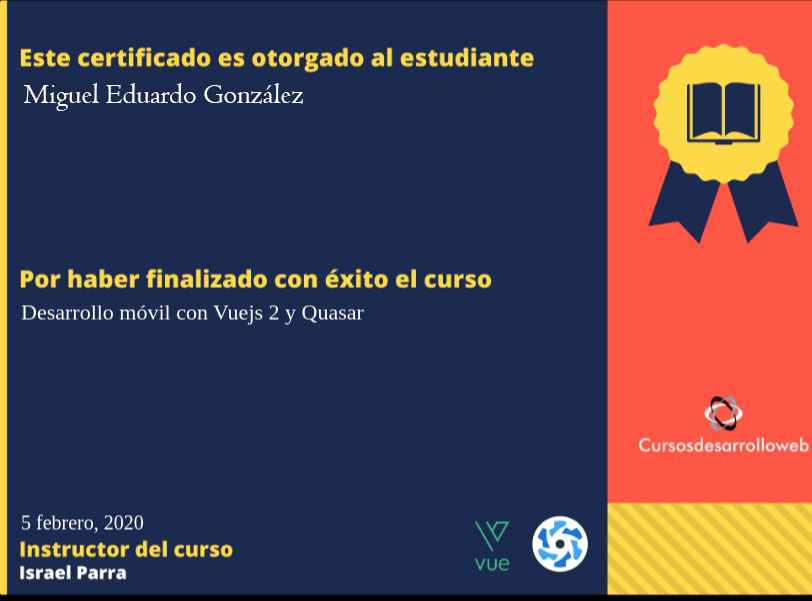 Este certificado es otorgado al estudiante
Miguel Eduardo González
Por haber finalizado con éxito el curso
Desarrollo móvil con Vuejs 2 y Quasar
Cursosdesarrolloweb
5 febrero, 2020
Instructor del curso
Israel Parra
vue